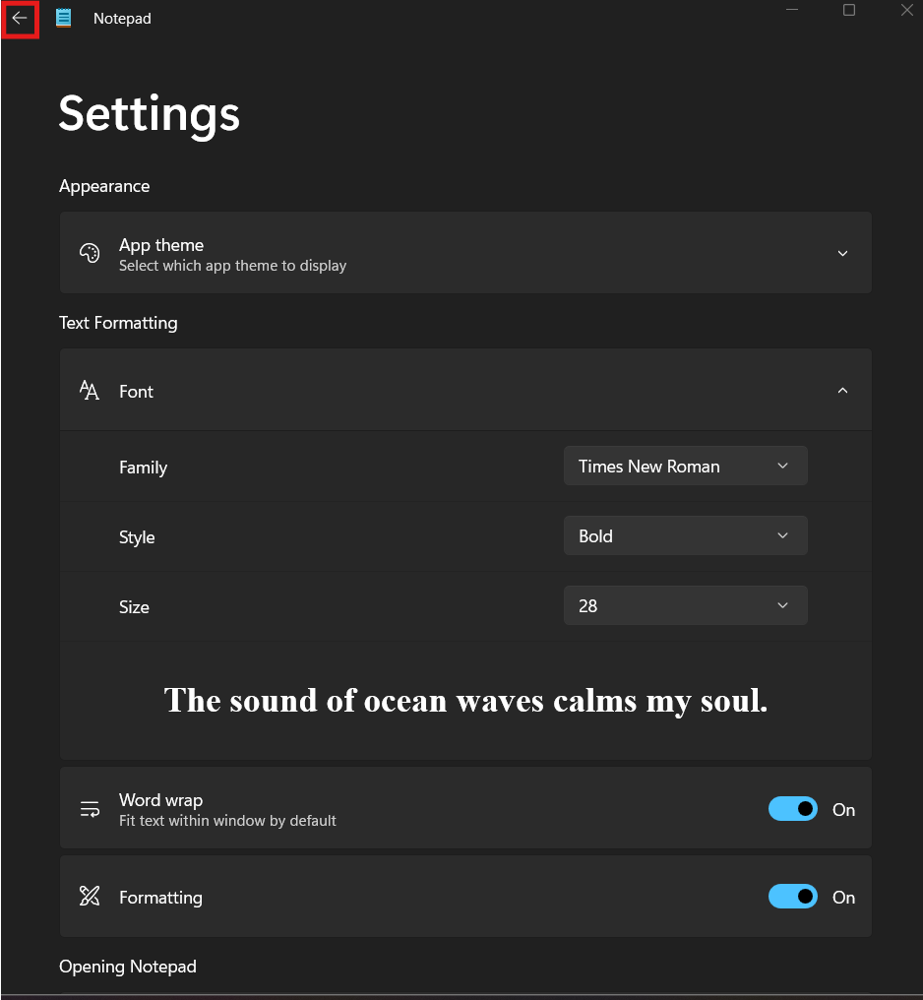 Notepad
Settings
Appearance
App theme
Select which app theme to display
Text Formatting
Font
Family
Times New Roman
Style
Bold
Size
28
The sound of ocean waves calms my soul.
Word wrap
Fit text within window by default
On
Formatting
On
Opening Notepad